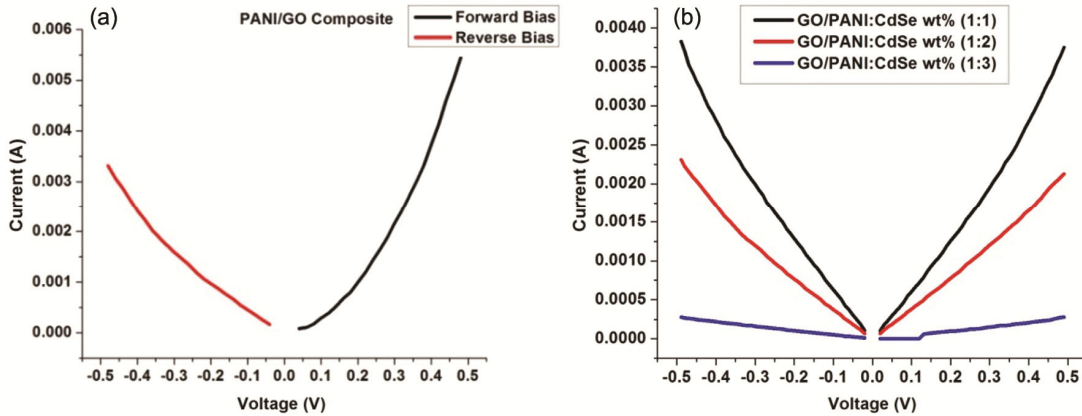 (a)
PANI/GO Composite
Forward Bias
Reverse Bias
0.006
0.005
0.004
0.003
0.002
0.001
0.000
Current (A)
-0.5 -0.4 -0.3 -0.2 -0.1 0.0 0.1 0.2 0.3 0.4 0.5
Voltage (V)
(b)
GO/PANI:CdSe wt% (1:1)
GO/PANI:CdSe wt% (1:2)
GO/PANI:CdSe wt% (1:3)
0.0040
0.0035
0.0030
0.0025
0.0020
0.0015
0.0010
0.0005
0.0000
Current (A)
-0.5 -0.4 -0.3 -0.2 -0.1 0.0 0.1 0.2 0.3 0.4 0.5
Voltage (V)